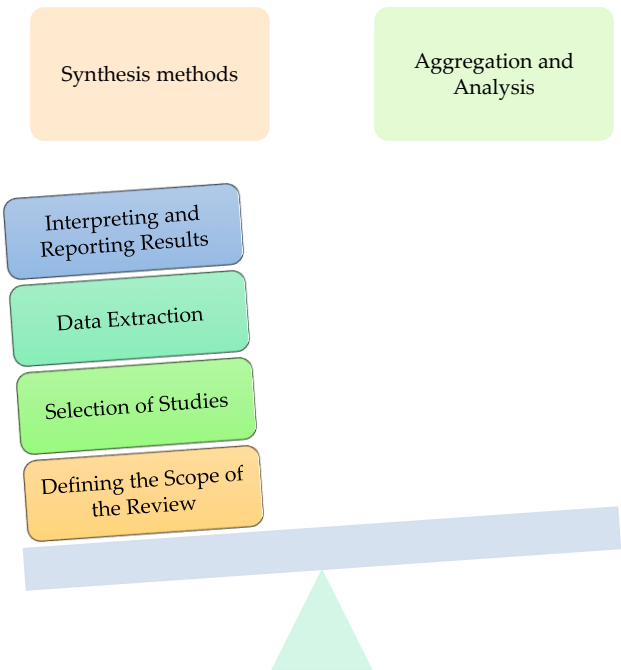 Synthesis methods
Aggregation and
Analysis
Interpreting and
Reporting Results
Data Extraction
Selection of Studies
Defining the Scope of
the Review